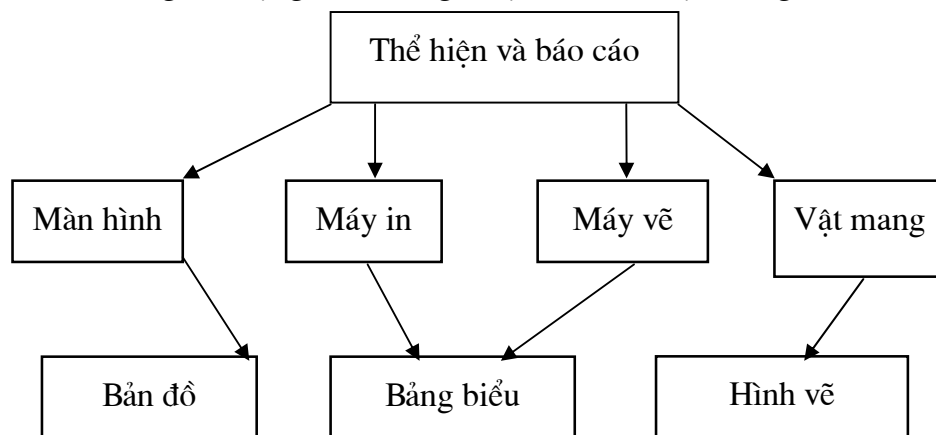 Thể hiện và báo cáo
Màn hình
Máy in
Máy vẽ
Vật mang
Bản đồ
Bảng biểu
Hình vẽ